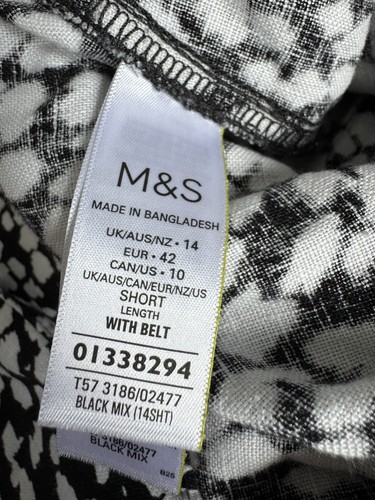 M&S
MADE IN BANGLADESH
UK/AUS/NZ • 14
EUR • 42
CAN/US • 10
UK/AUS/CAN/EUR/NZ/US
SHORT
LENGTH
WITH BELT
01338294
T57 3186/02477
BLACK MIX (14SHT)
3186/02477
BLACK MIX